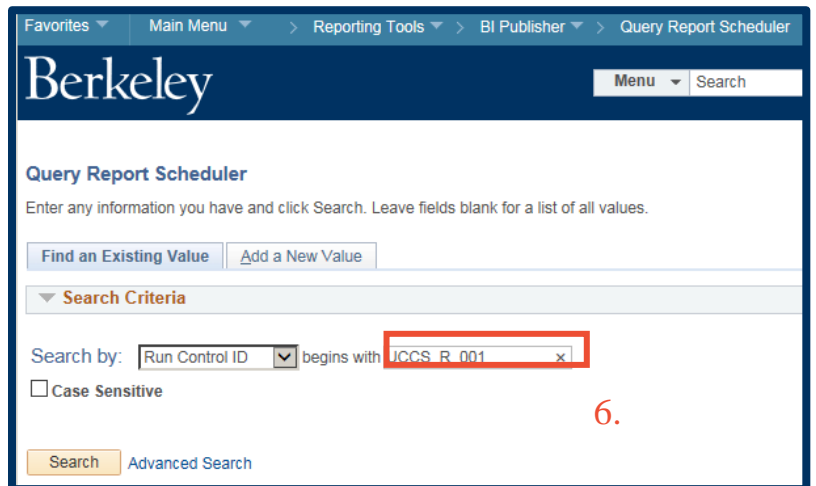 Favorites Main Menu > Reporting Tools > BI Publisher > Query Report Scheduler
Berkeley
Menu Search
Query Report Scheduler
Enter any information you have and click Search. Leave fields blank for a list of all values.
Find an Existing Value Add a New Value
Search Criteria
Search by: Run Control ID begins with UCCS_R_001 ×
Case Sensitive
6.
Search Advanced Search